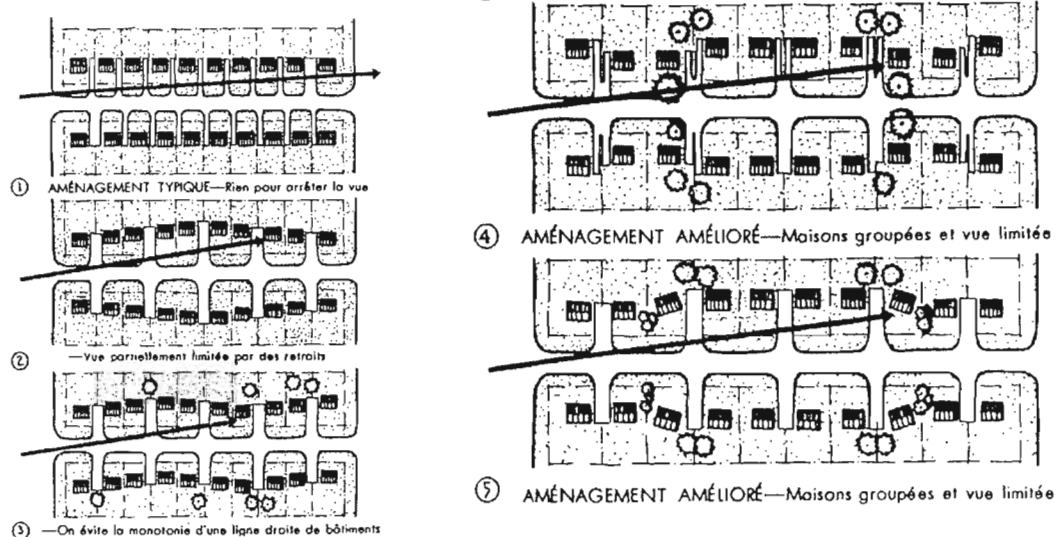 ① AMÉNAGEMENT TYPIQUE—Rien pour arrêter la vue
② —Vue partiellement limitée par des retraits
③ —On évite la monotonie d'une ligne droite de bâtiments
④ AMÉNAGEMENT AMÉLIORÉ—Maisons groupées et vue limitée
⑤ AMÉNAGEMENT AMÉLIORÉ—Maisons groupées et vue limitée